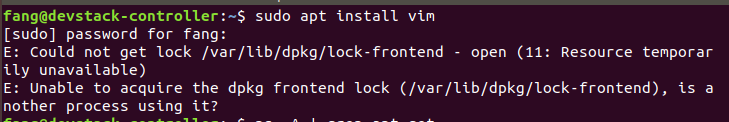 fang@devstack-controller:~$ sudo apt install vim
[sudo] password for fang:
E: Could not get lock /var/lib/dpkg/lock-frontend - open (11: Resource temporar
ily unavailable)
E: Unable to acquire the dpkg frontend lock (/var/lib/dpkg/lock-frontend), is a
nother process using it?